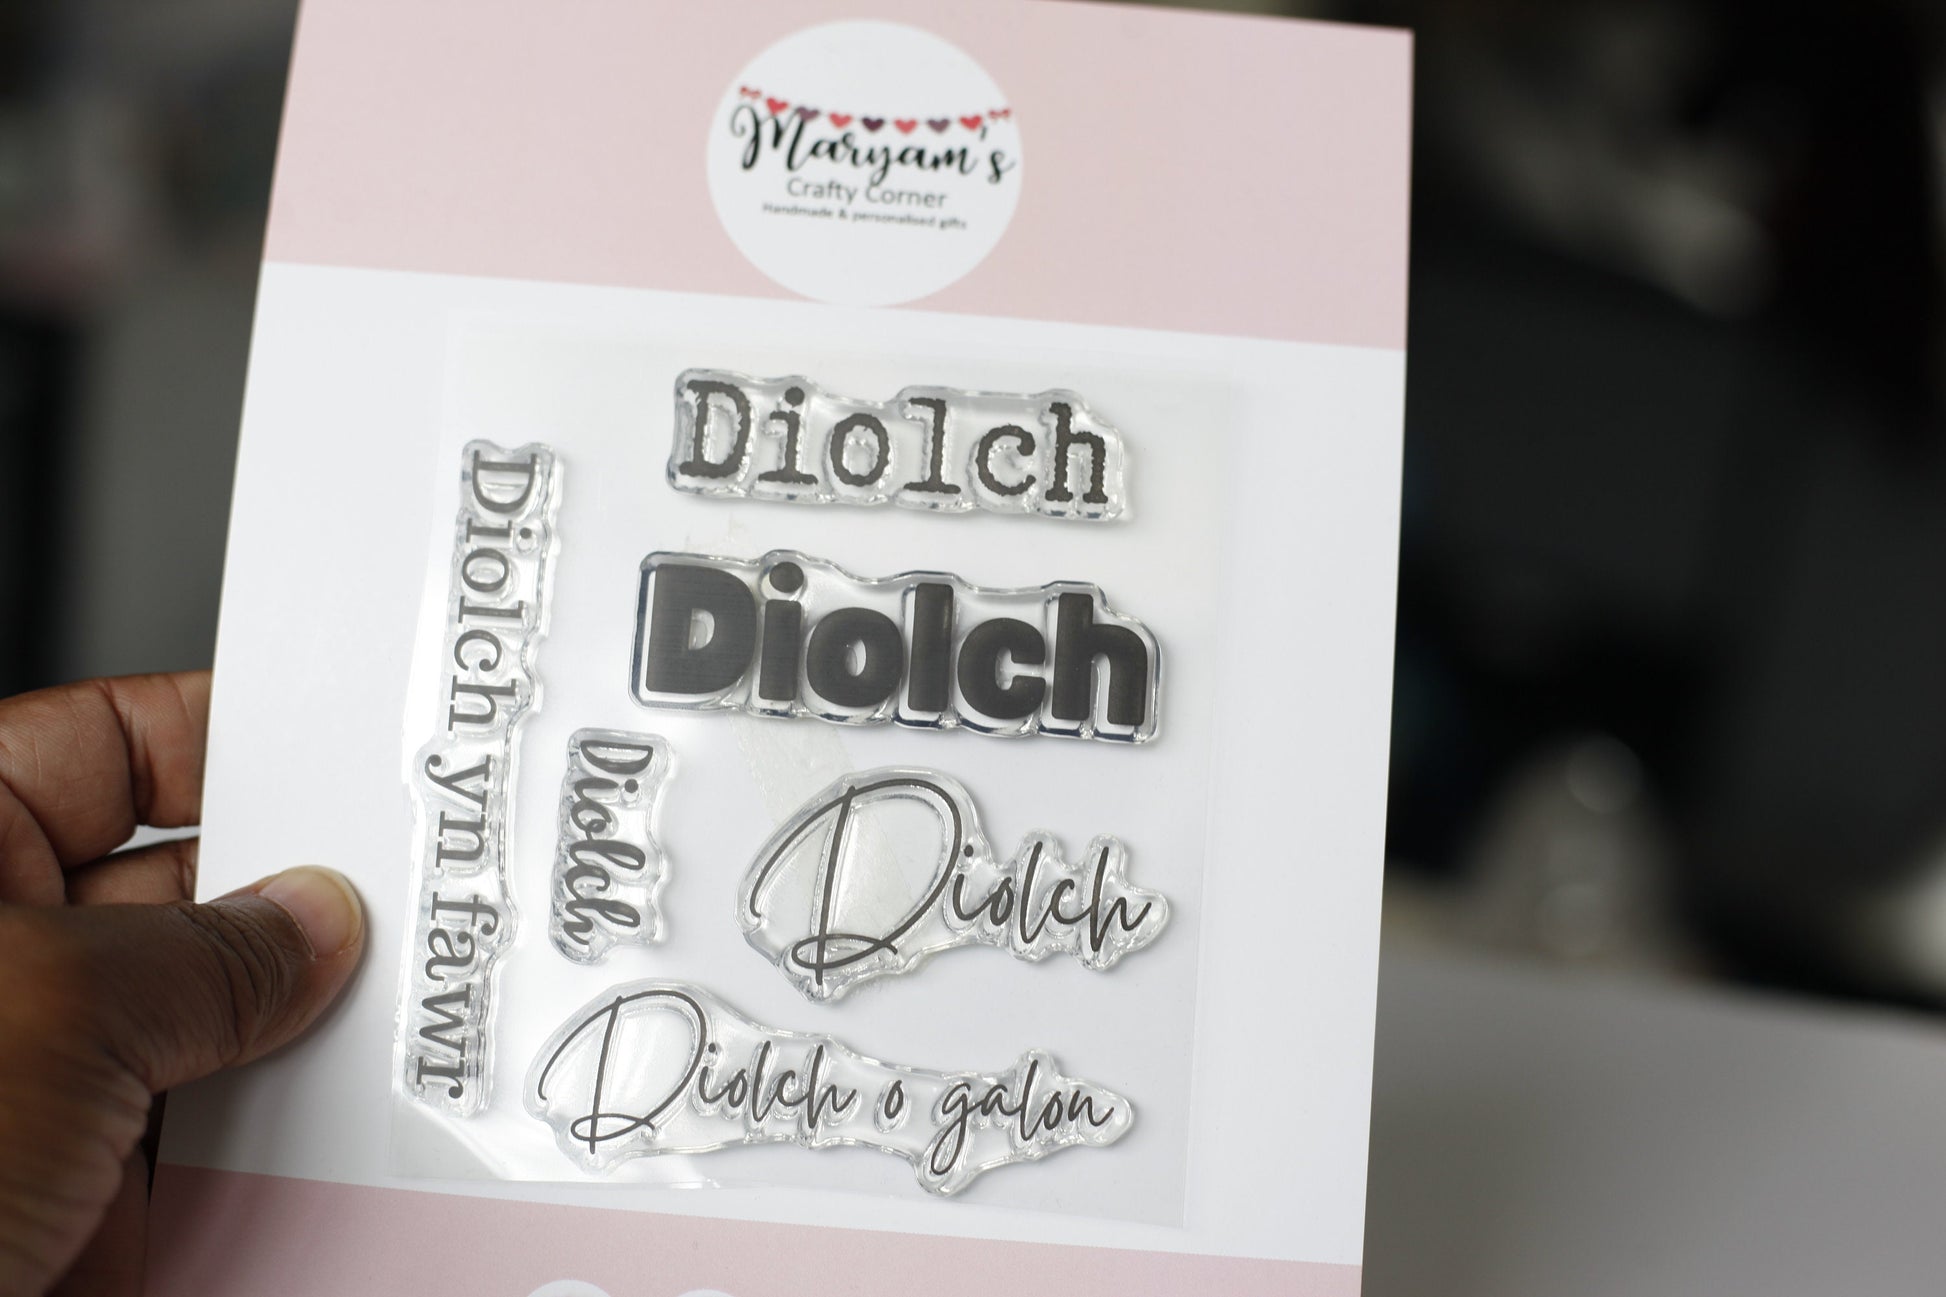 Maryam's
Crafty Corner
Handmade & personalised gifts
Diolch
Diolch
Diolch yn fawr
Diolch
Diolch
Diolch o galon